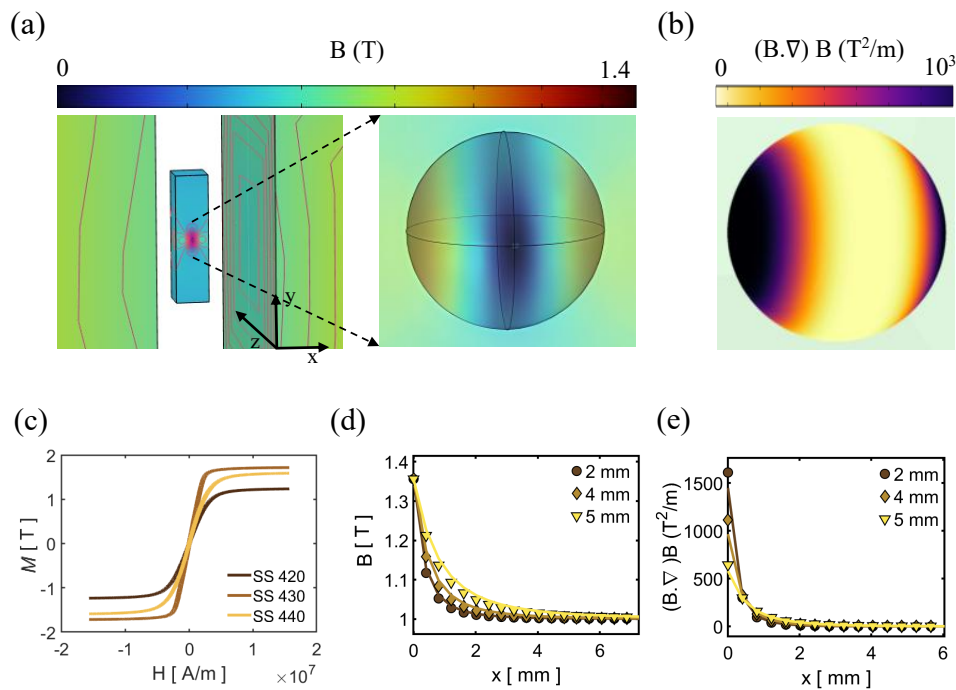 (a)
B (T)
0
1.4
y
z
x
(b)
(B.∇) B (T²/m)
0
10³
(c)
M [ T ]
2
1
0
-1
-2
-2
-1
0
1
2
H [ A/m ]
×10⁷
SS 420
SS 430
SS 440
(d)
B [ T ]
1.4
1.3
1.2
1.1
1
0
2
4
6
x [ mm ]
2 mm
4 mm
5 mm
(e)
(B.∇)B (T²/m)
1500
1000
500
0
0
2
4
6
x [ mm ]
2 mm
4 mm
5 mm